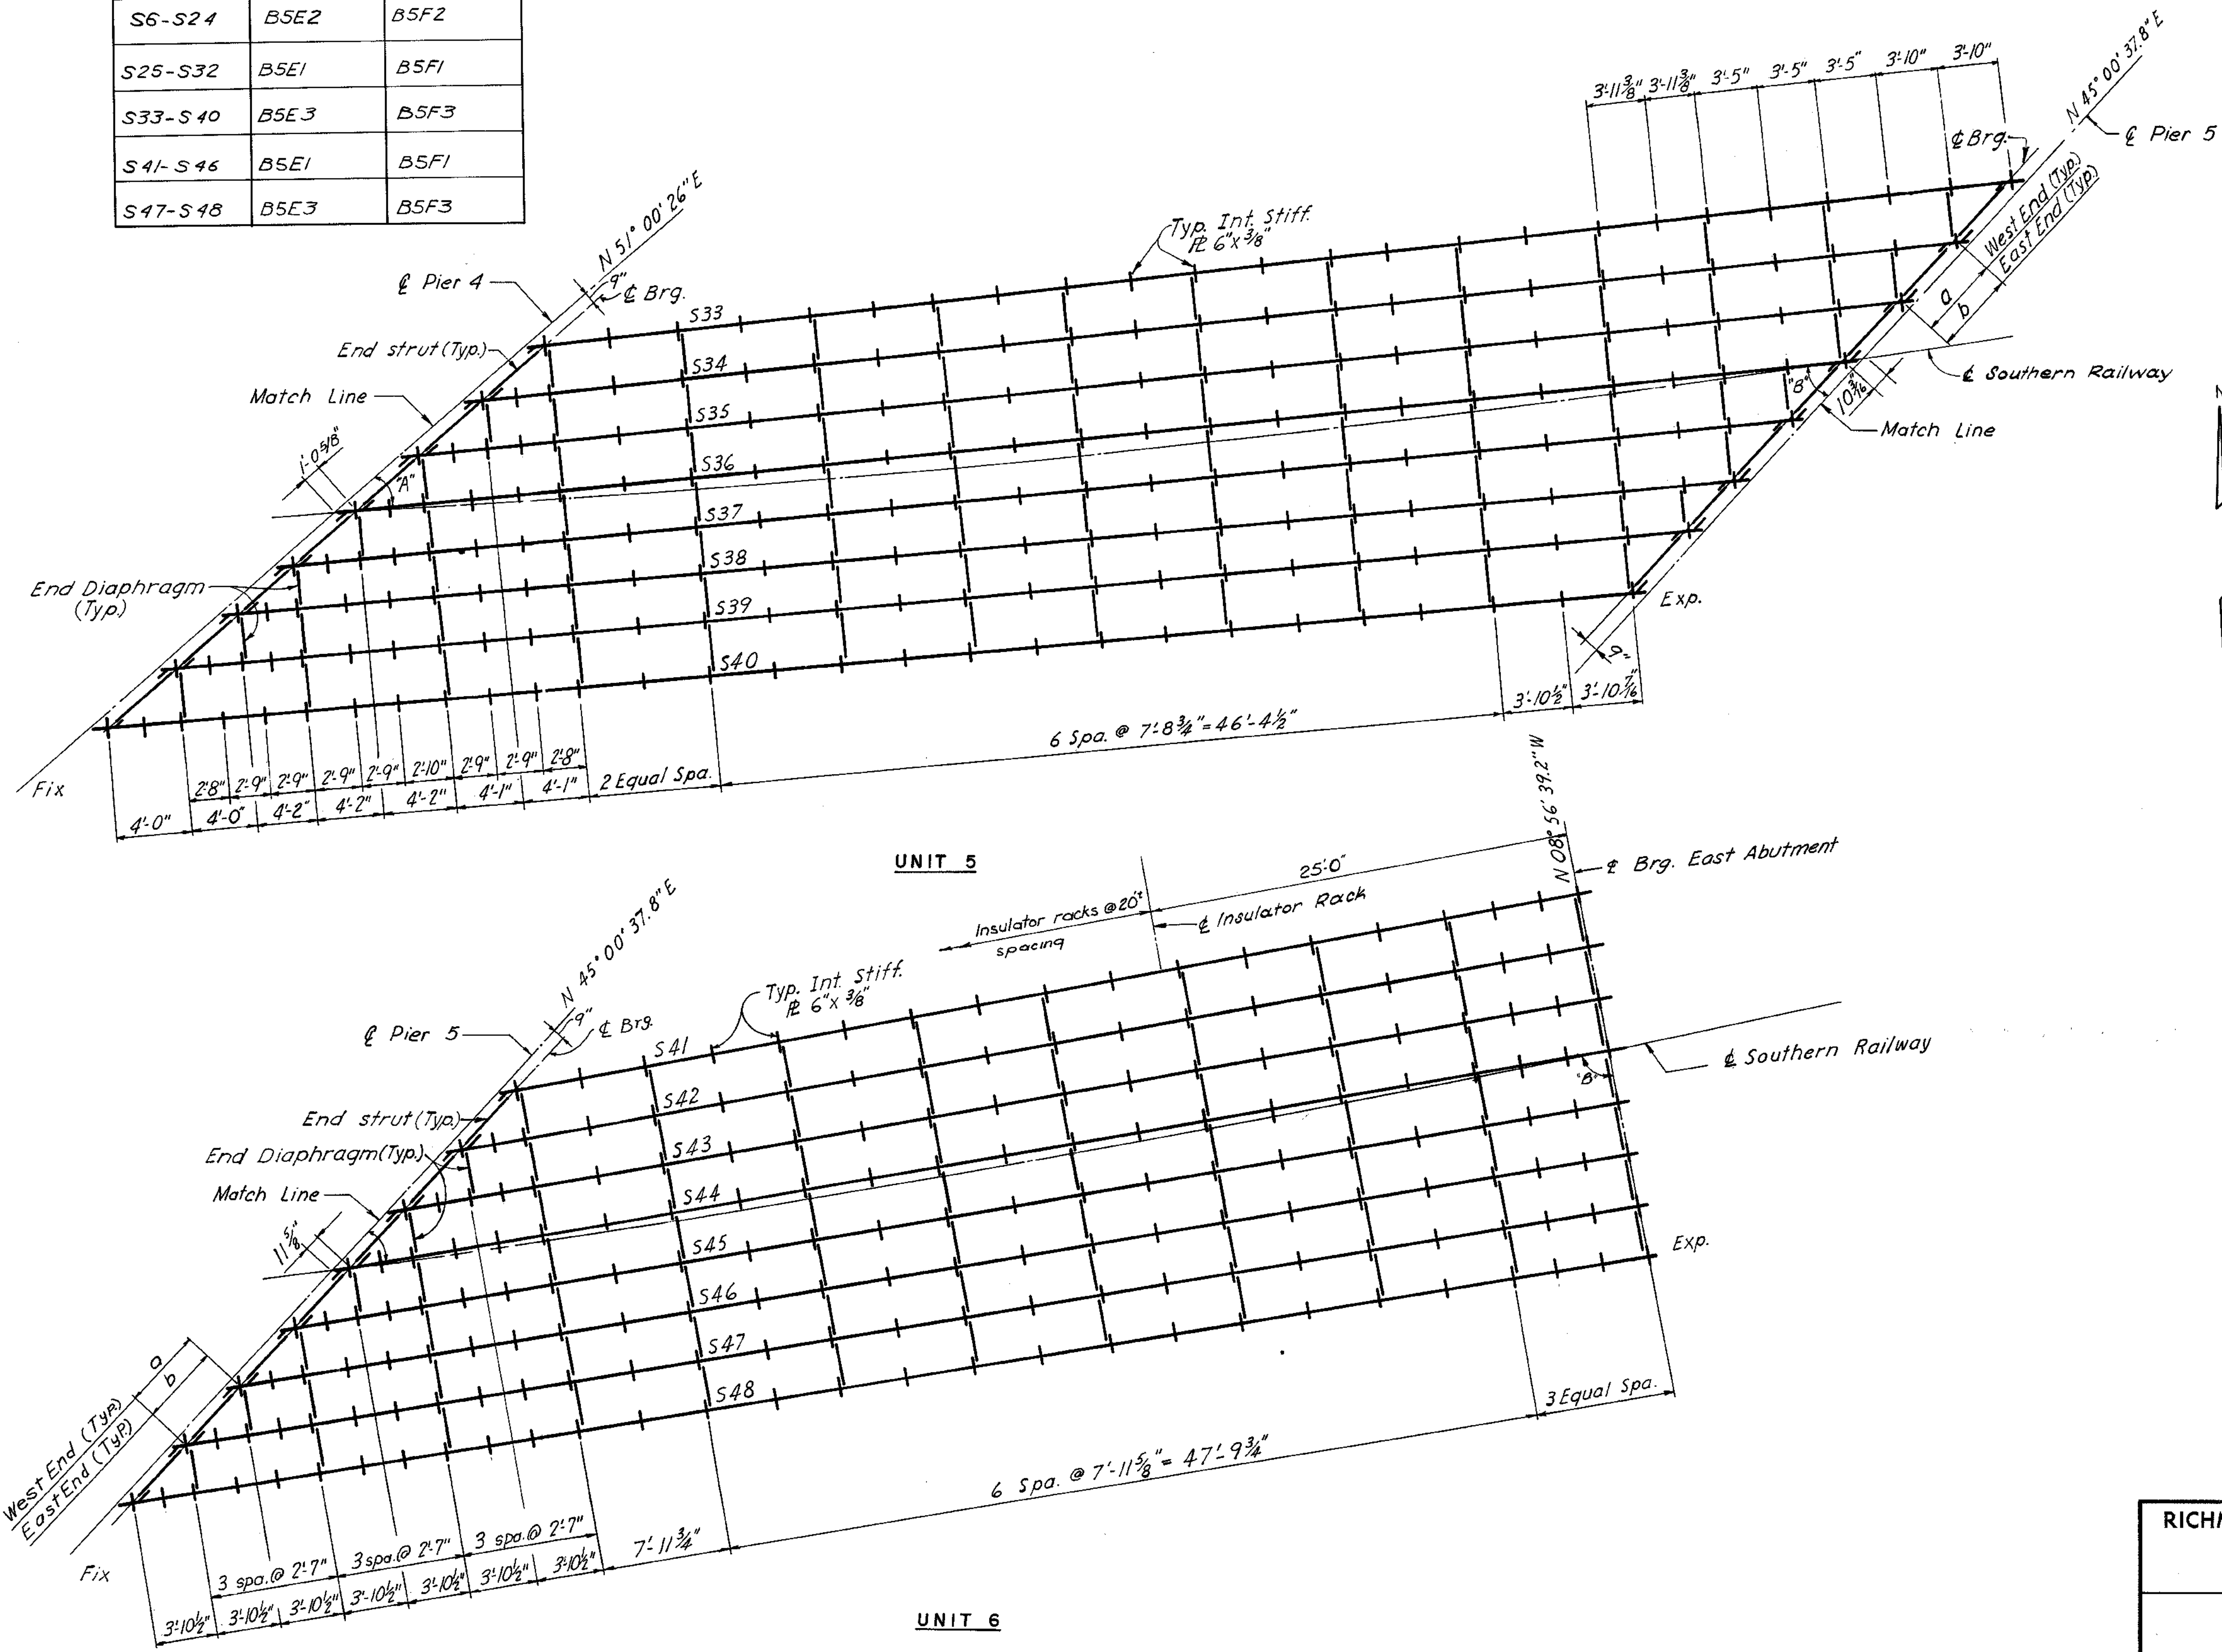 S6-S24 B5E2 B5F2
S25-S32 B5E1 B5F1
S33-S40 B5E3 B5F3
S41-S46 B5E1 B5F1
S47-S48 B5E3 B5F3
3'-11 3/8" 3'-11 3/8" 3'-5" 3'-5" 3'-5" 3'-10" 3'-10"
N 45° 00' 37.8" E
℄ Brg.
℄ Pier 5
West End (Typ.)
East End (Typ.)
a
b
N 51° 00' 26" E
9"
℄ Brg.
℄ Pier 4
Typ. Int. Stiff.
PL 6" x 3/8"
End strut (Typ.)
Match Line
1'-0 5/8"
"A"
End Diaphragm
(Typ.)
S33
S34
S35
S36
S37
S38
S39
S40
"B"
10 3/16"
℄ Southern Railway
Match Line
Exp.
9"
3'-10 1/2" 3'-10 7/16"
6 Spa. @ 7'-8 3/4" = 46'-4 1/2"
Fix
2'-8" 2'-9" 2'-9" 2'-9" 2'-9" 2'-10" 2'-9" 2'-9" 2'-8"
4'-0" 4'-0" 4'-2" 4'-2" 4'-2" 4'-1" 4'-1" 2 Equal Spa.
UNIT 5
N 08° 56' 39.2" W
25'-0"
℄ Brg. East Abutment
Insulator racks @ 20'±
spacing
℄ Insulator Rack
N 45° 00' 37.8" E
9"
℄ Brg.
℄ Pier 5
Typ. Int. Stiff.
PL 6" x 3/8"
End strut (Typ.)
End Diaphragm (Typ.)
Match Line
11 5/8"
S41
S42
S43
S44
S45
S46
S47
S48
"B"
℄ Southern Railway
Exp.
a
b
West End (Typ.)
East End (Typ.)
Fix
3 Equal Spa.
6 Spa. @ 7'-11 5/8" = 47'-9 3/4"
7'-11 3/4"
3 spa. @ 2'-7" 3 spa. @ 2'-7" 3 spa. @ 2'-7"
3'-10 1/2" 3'-10 1/2" 3'-10 1/2" 3'-10 1/2" 3'-10 1/2" 3'-10 1/2" 3'-10 1/2"
UNIT 6